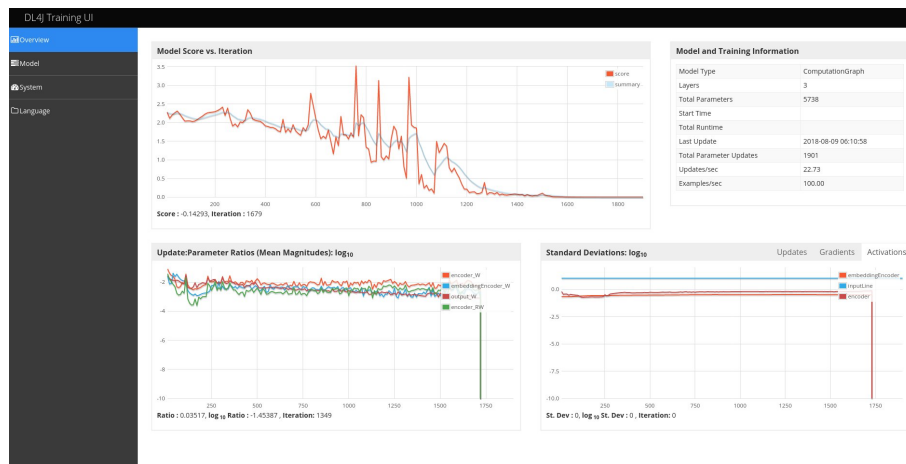 DL4J Training UI
Overview
Model
System
Language
Model Score vs. Iteration
3.5
3.0
2.5
2.0
1.5
1.0
0.5
0.0
score
summary
200 400 600 800 1000 1200 1400 1600 1800
Score : -0.14293, Iteration : 1679
Model and Training Information
Model Type ComputationGraph
Layers 3
Total Parameters 5738
Start Time
Total Runtime
Last Update 2018-08-09 06:10:58
Total Parameter Updates 1901
Updates/sec 22.73
Examples/sec 100.00
Update:Parameter Ratios (Mean Magnitudes): log10
-2
-4
-6
-8
-10
encoder_W
embeddingEncoder_W
output_W
encoder_RW
250 500 750 1000 1250 1500 1750
Ratio : 0.03517, log 10 Ratio : -1.45387 , Iteration: 1349
Standard Deviations: log10 Updates Gradients Activations
0.0
-2.5
-5.0
-7.5
-10.0
embeddingEncoder
inputLine
encoder
250 500 750 1000 1250 1500 1750
St. Dev : 0, log 10 St. Dev : 0 , Iteration: 0